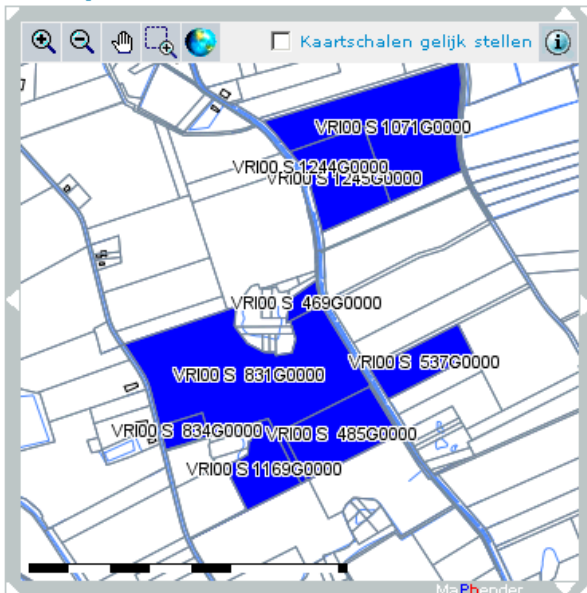 Kaartschalen gelijk stellen
VRI00 S 1071G0000
VRI00 S 1244G0000
VRI00 S 1245G0000
VRI00 S 469G0000
VRI00 S 537G0000
VRI00 S 831G0000
VRI00 S 834G0000
VRI00 S 485G0000
VRI00 S 1169G0000
MaPbender